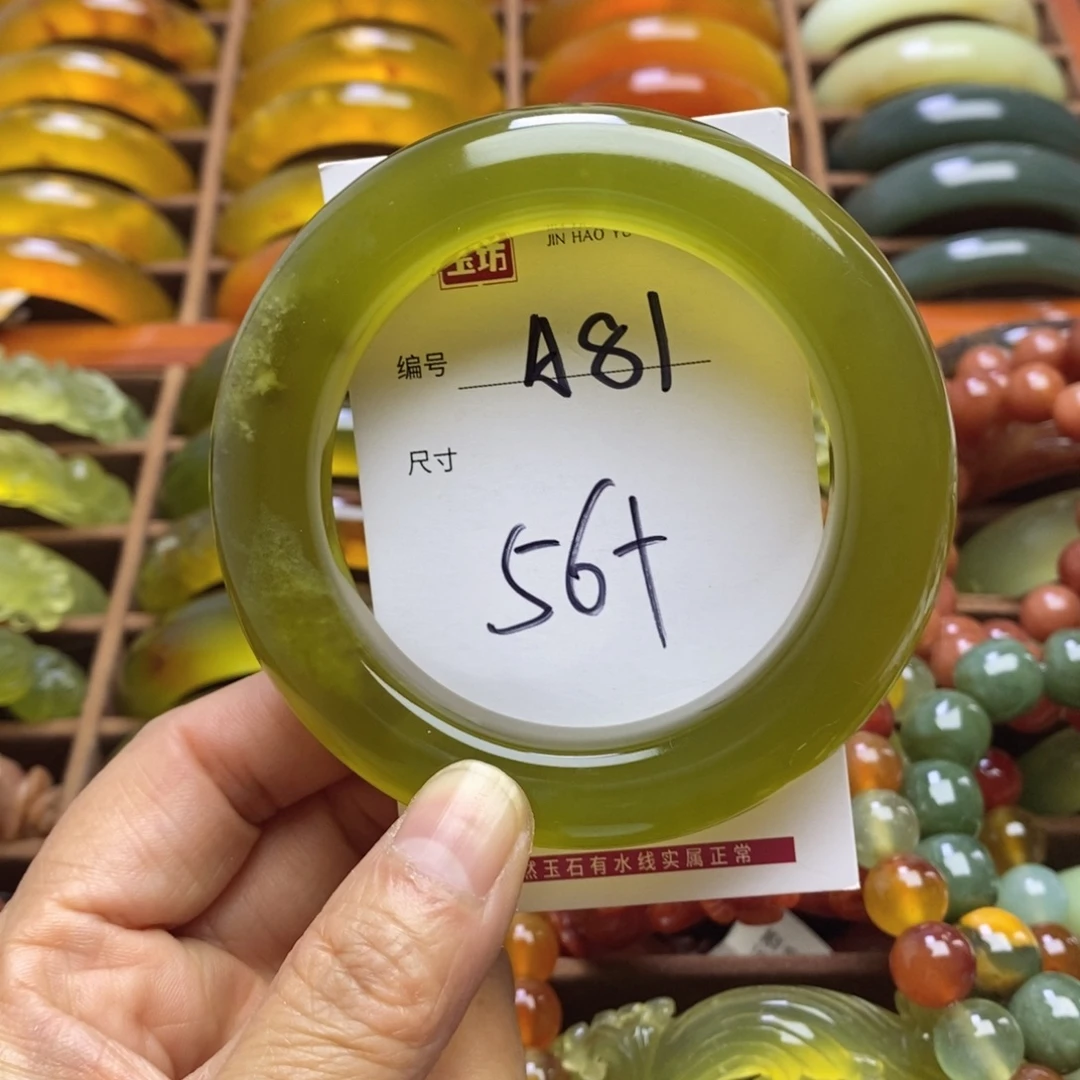 玉坊
JIN HAO YU
编号 A81
尺寸
56+
然玉石有水线实属正常